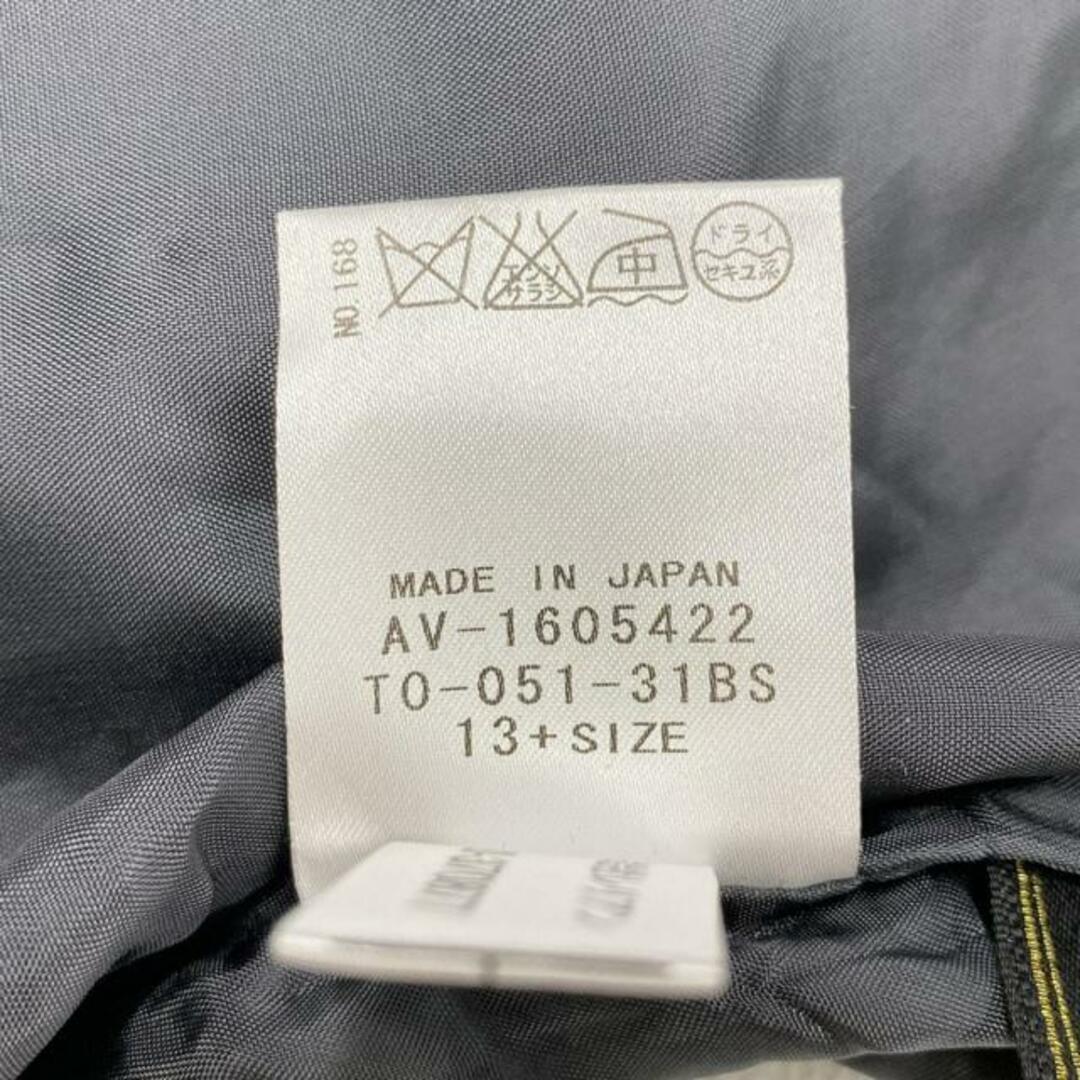 NO. 168
エンソ
サラシ
中
ドライ
セキユ系
MADE IN JAPAN
AV-1605422
TO-051-31BS
13+SIZE